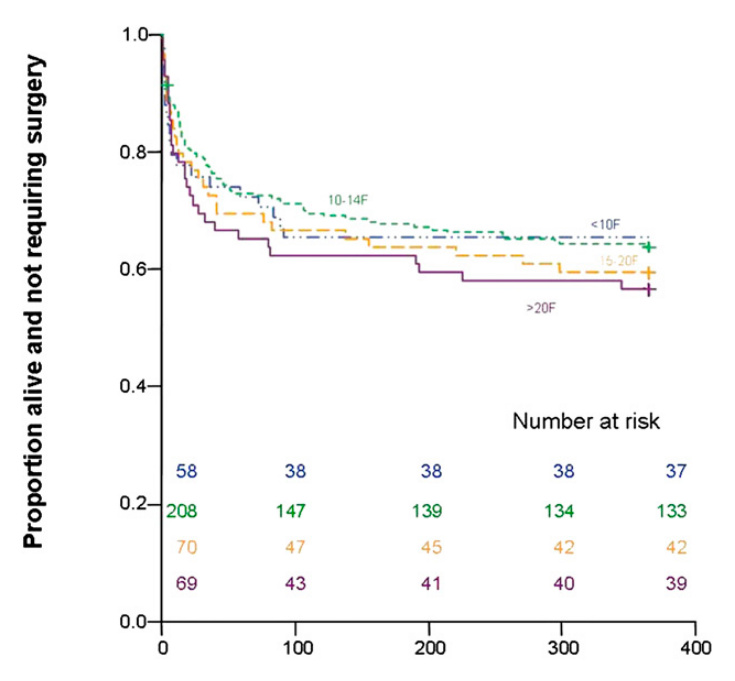 Proportion alive and not requiring surgery
1.0
0.8
0.6
0.4
0.2
0.0
10-14F
<10F
15-20F
>20F
Number at risk
58 38 38 38 37
208 147 139 134 133
70 47 45 42 42
69 43 41 40 39
0 100 200 300 400